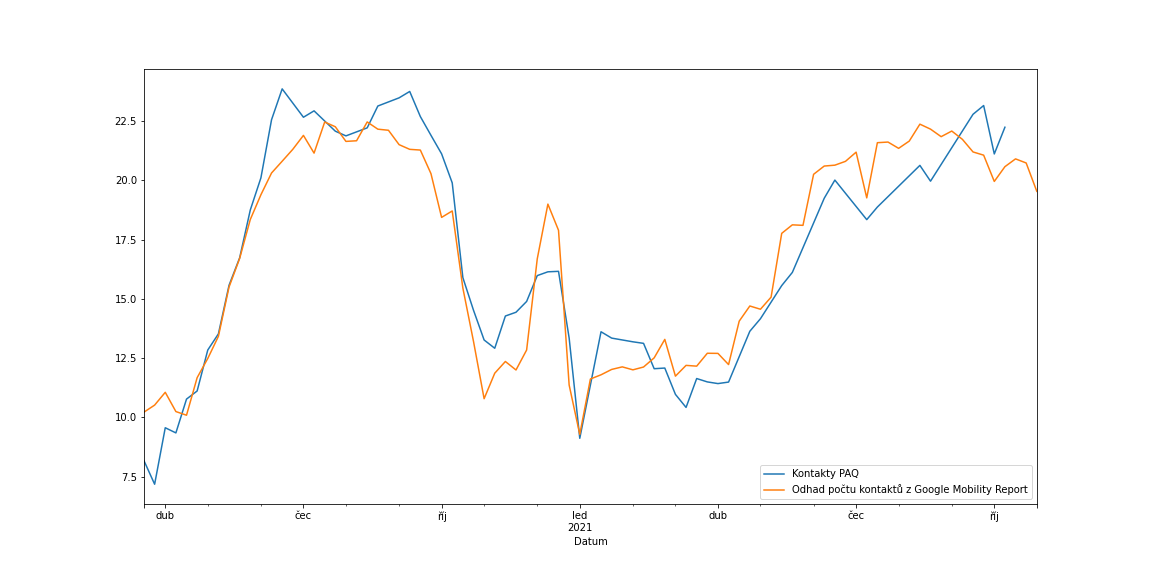 22.5
20.0
17.5
15.0
12.5
10.0
7.5
dub
čec
říj
led
2021
dub
čec
říj
Datum
Kontakty PAQ
Odhad počtu kontaktů z Google Mobility Report